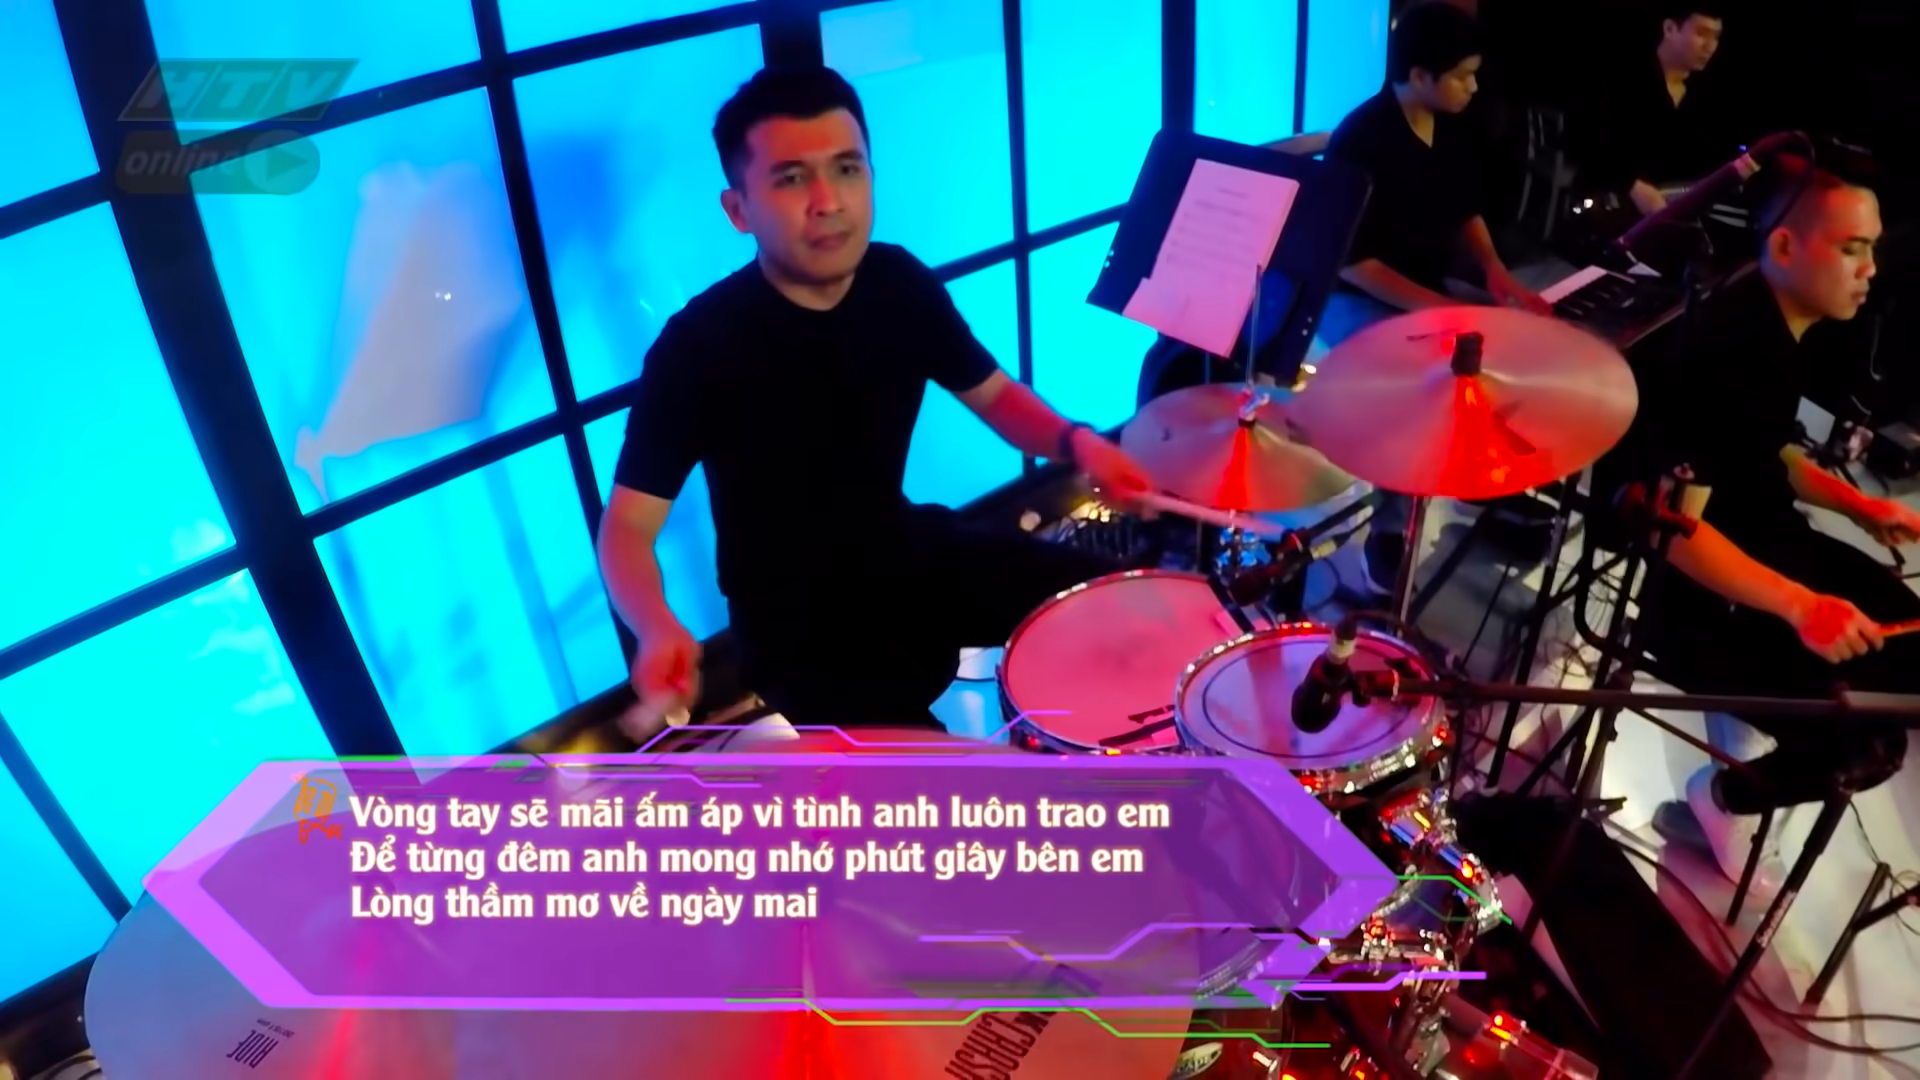 HTV
online
Vòng tay sẽ mãi ấm áp vì tình anh luôn trao em
Để từng đêm anh mong nhớ phút giây bên em
Lòng thầm mơ về ngày mai
RIDE